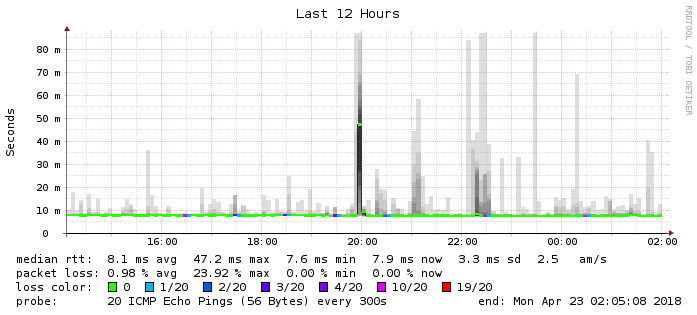 Last 12 Hours
RRDTOOL / TOBI OETIKER
Seconds
80 m
70 m
60 m
50 m
40 m
30 m
20 m
10 m
0
16:00 18:00 20:00 22:00 00:00 02:00
median rtt: 8.1 ms avg 47.2 ms max 7.6 ms min 7.9 ms now 3.3 ms sd 2.5 am/s
packet loss: 0.98 % avg 23.92 % max 0.00 % min 0.00 % now
loss color: 0 1/20 2/20 3/20 4/20 10/20 19/20
probe: 20 ICMP Echo Pings (56 Bytes) every 300s end: Mon Apr 23 02:05:08 2018